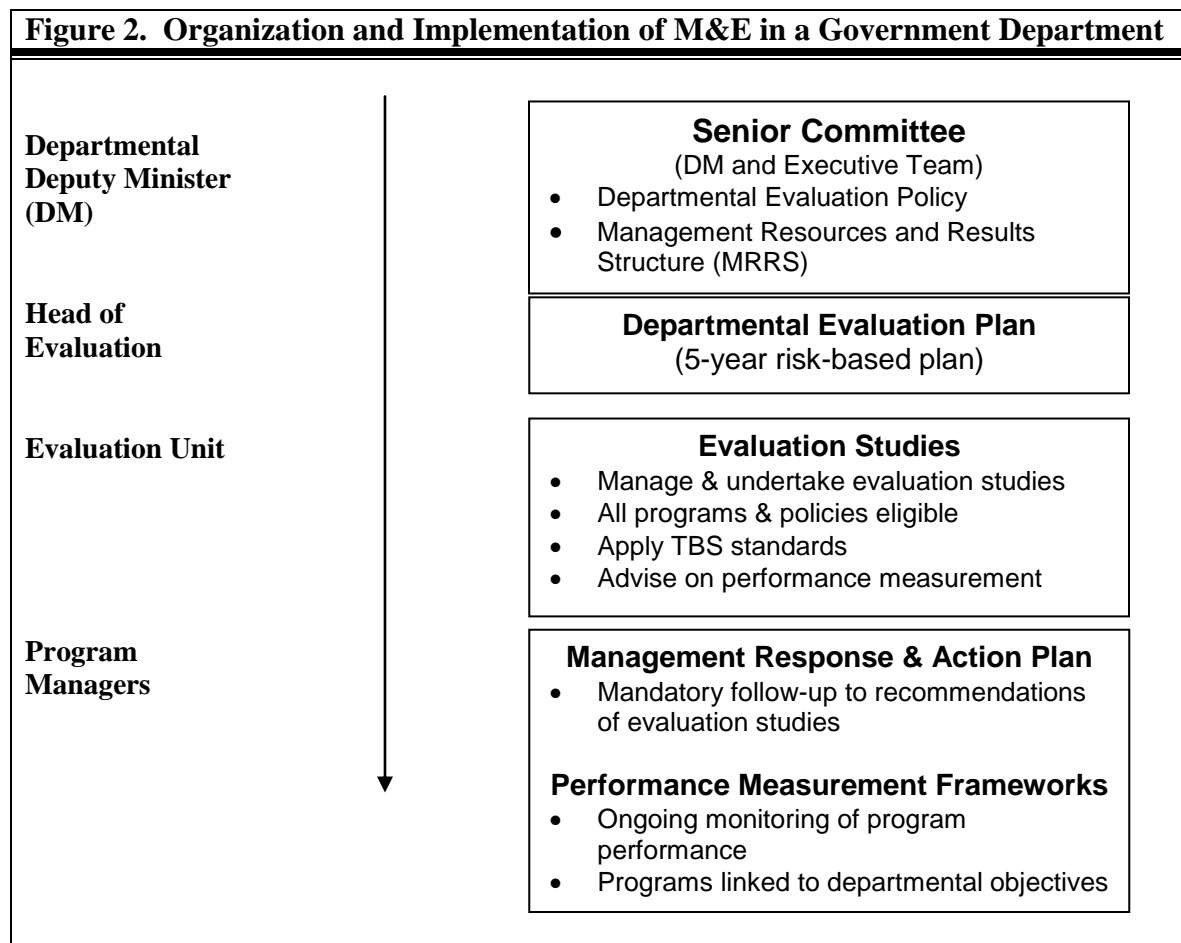 Figure 2.  Organization and Implementation of M&E in a Government Department
Departmental
Deputy Minister
(DM)
Senior Committee
(DM and Executive Team)
• Departmental Evaluation Policy
• Management Resources and Results
Structure (MRRS)
Head of
Evaluation
Departmental Evaluation Plan
(5-year risk-based plan)
Evaluation Unit
Evaluation Studies
• Manage & undertake evaluation studies
• All programs & policies eligible
• Apply TBS standards
• Advise on performance measurement
Program
Managers
Management Response & Action Plan
• Mandatory follow-up to recommendations
of evaluation studies
Performance Measurement Frameworks
• Ongoing monitoring of program
performance
• Programs linked to departmental objectives